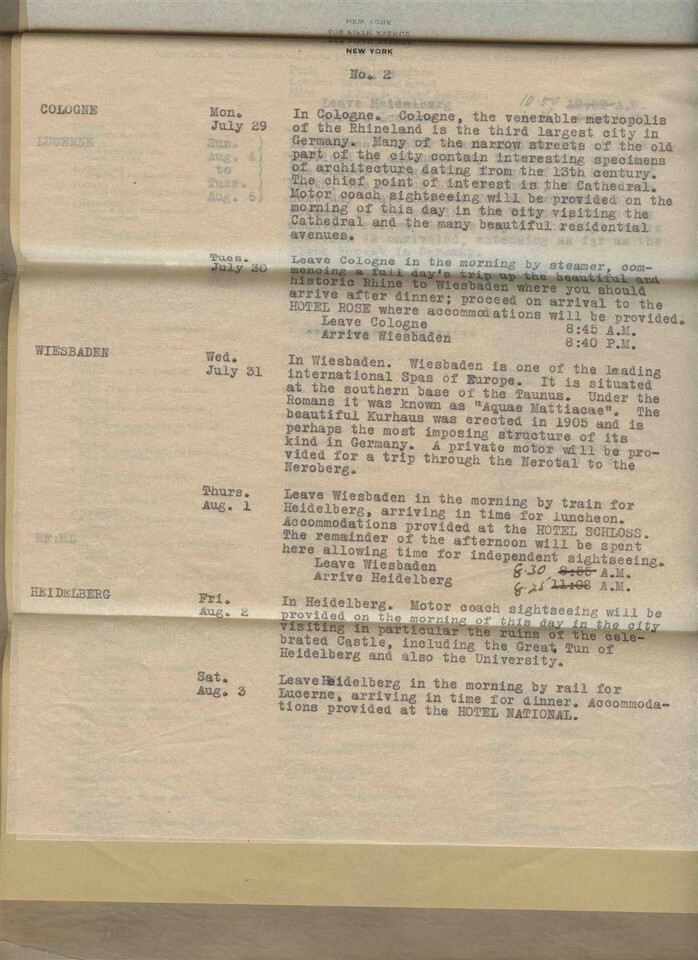 NEW YORK
No. 2
COLOGNE
Mon.
July 29
In Cologne. Cologne, the venerable metropolis
of the Rhineland is the third largest city in
Germany. Many of the narrow streets of the old
part of the city contain interesting specimens
of architecture dating from the 13th century.
The chief point of interest is the Cathedral.
Motor coach sightseeing will be provided on the
morning of this day in the city visiting the
Cathedral and the many beautiful residential
avenues.
Tues.
July 30
Leave Cologne in the morning by steamer, com-
mencing a full day's trip up the beautiful and
historic Rhine to Wiesbaden where you should
arrive after dinner; proceed on arrival to the
HOTEL ROSE where accommodations will be provided.
Leave Cologne 8:45 A.M.
Arrive Wiesbaden 8:40 P.M.
WIESBADEN
Wed.
July 31
In Wiesbaden. Wiesbaden is one of the leading
international Spas of Europe. It is situated
at the southern base of the Taunus. Under the
Romans it was known as "Aquae Mattiacae". The
beautiful Kurhaus was erected in 1905 and is
perhaps the most imposing structure of its
kind in Germany. A private motor will be pro-
vided for a trip through the Nerotal to the
Neroberg.
Thurs.
Aug. 1
Leave Wiesbaden in the morning by train for
Heidelberg, arriving in time for luncheon.
Accommodations provided at the HOTEL SCHLOSS.
The remainder of the afternoon will be spent
here allowing time for independent sightseeing.
Leave Wiesbaden 8.30 8:55 A.M.
Arrive Heidelberg 11:08 A.M.
HEIDELBERG
Fri.
Aug. 2
In Heidelberg. Motor coach sightseeing will be
provided on the morning of this day in the city
visiting in particular the ruins of the cele-
brated Castle, including the Great Tun of
Heidelberg and also the University.
Sat.
Aug. 3
Leave Heidelberg in the morning by rail for
Lucerne, arriving in time for dinner. Accommoda-
tions provided at the HOTEL NATIONAL.
LUCERNE
Sun.
Aug. 4
to
Tues.
Aug. 6
Leave Heidelberg 10.50 A.M.